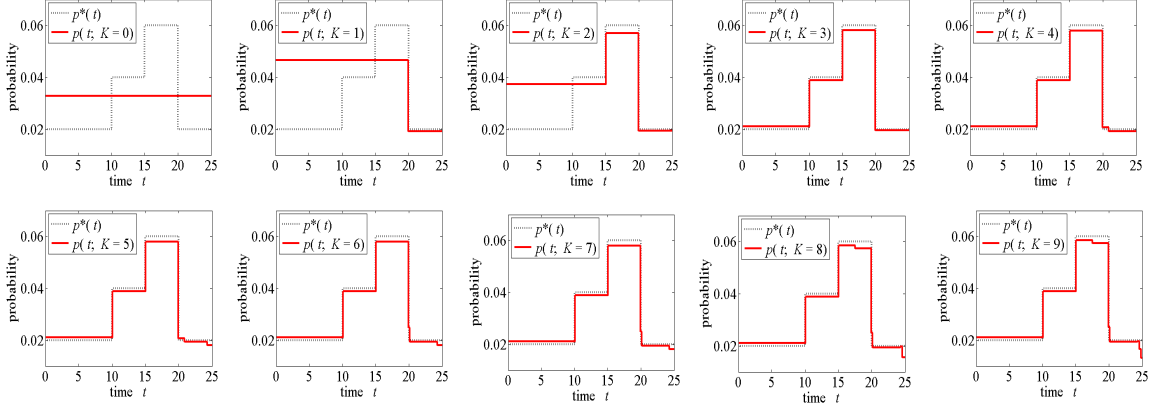 p*(t)
p(t; K = 0)
probability
0.06
0.04
0.02
0 5 10 15 20 25
time t
p*(t)
p(t; K = 1)
probability
0.06
0.04
0.02
0 5 10 15 20 25
time t
p*(t)
p(t; K = 2)
probability
0.06
0.04
0.02
0 5 10 15 20 25
time t
p*(t)
p(t; K = 3)
probability
0.06
0.04
0.02
0 5 10 15 20 25
time t
p*(t)
p(t; K = 4)
probability
0.06
0.04
0.02
0 5 10 15 20 25
time t
p*(t)
p(t; K = 5)
probability
0.06
0.04
0.02
0 5 10 15 20 25
time t
p*(t)
p(t; K = 6)
probability
0.06
0.04
0.02
0 5 10 15 20 25
time t
p*(t)
p(t; K = 7)
probability
0.06
0.04
0.02
0 5 10 15 20 25
time t
p*(t)
p(t; K = 8)
probability
0.06
0.04
0.02
0 5 10 15 20 25
time t
p*(t)
p(t; K = 9)
probability
0.06
0.04
0.02
0 5 10 15 20 25
time t